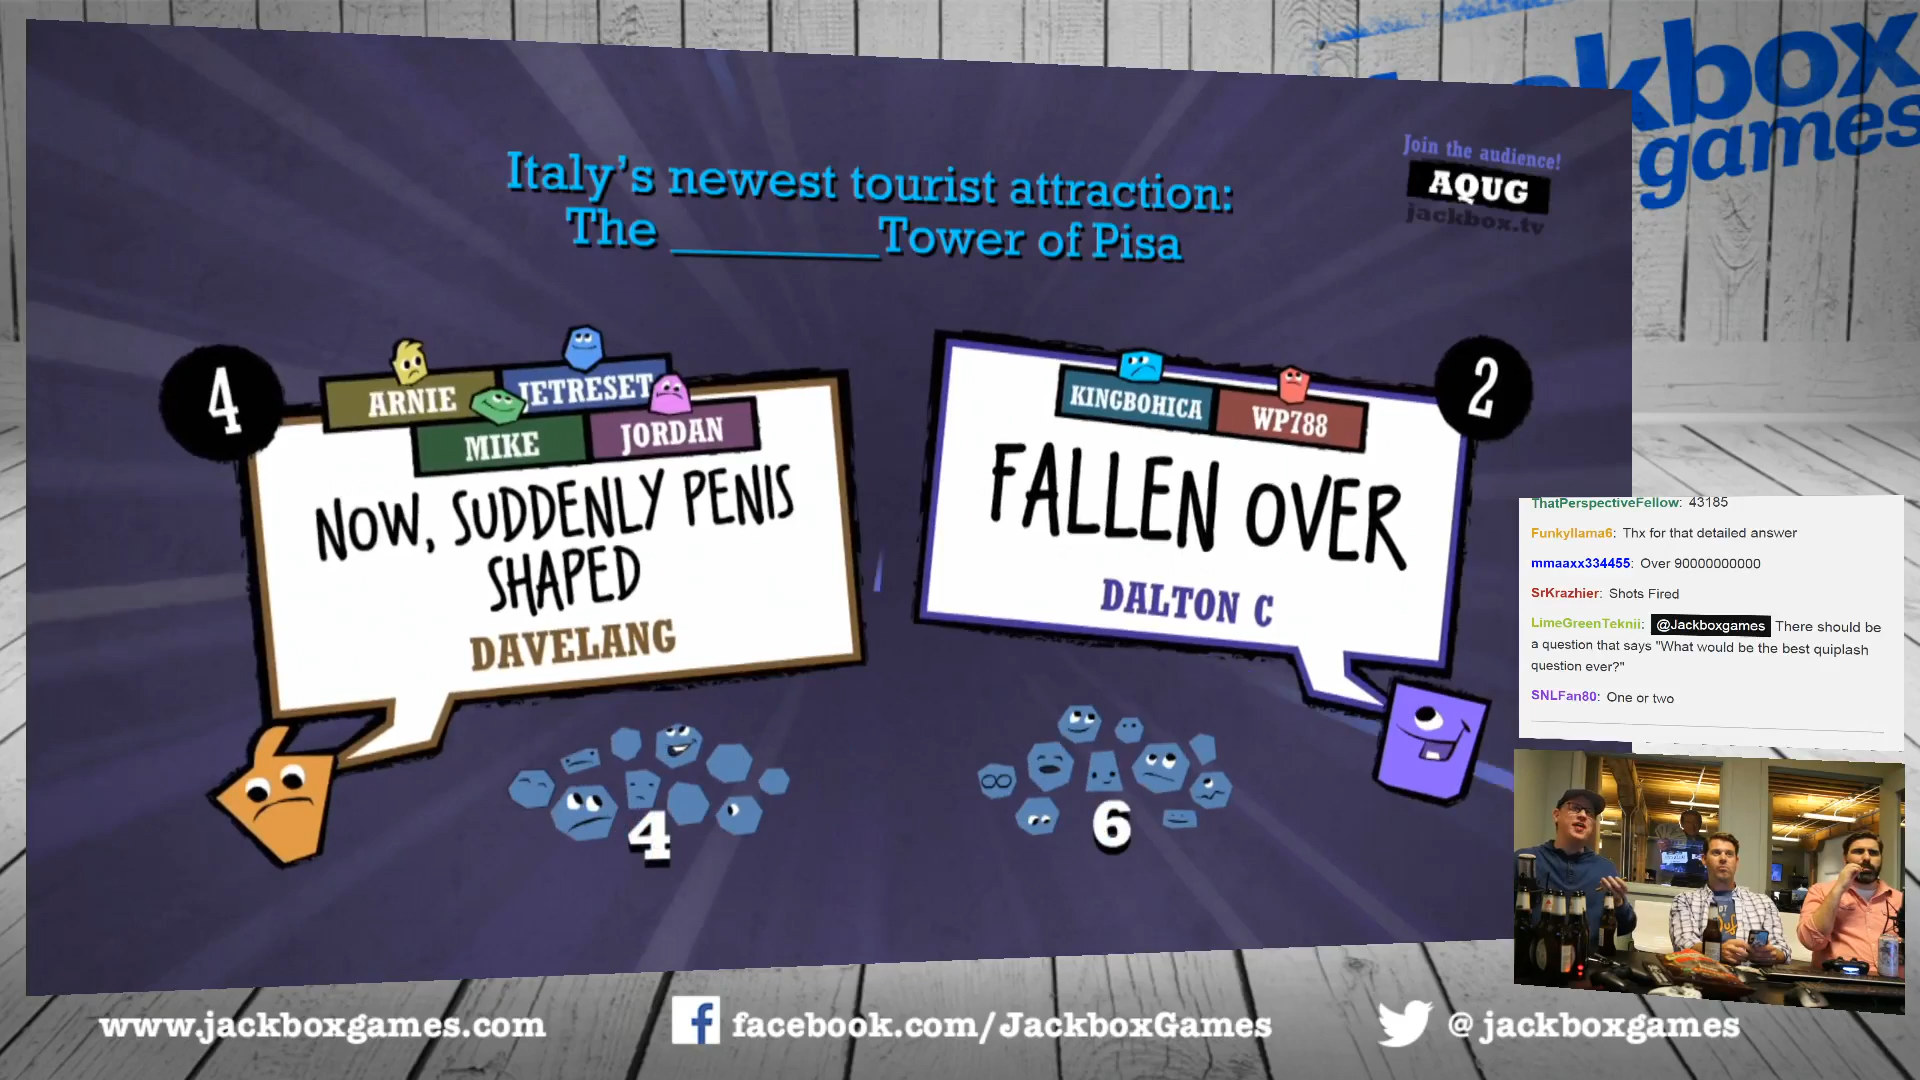 Jackbox
games
Join the audience!
AQUG
jackbox.tv
Italy's newest tourist attraction:
The ________ Tower of Pisa
4
ARNIE
JETRESET
MIKE
JORDAN
NOW, SUDDENLY PENIS
SHAPED
DAVELANG
4
2
KINGBOHICA
WP788
FALLEN OVER
DALTON C
6
ThatPerspectiveFellow: 43185
Funkyllama6: Thx for that detailed answer
mmaaxx334455: Over 90000000000
SrKrazhier: Shots Fired
LimeGreenTeknii: @Jackboxgames There should be
a question that says "What would be the best quiplash
question ever?"
SNLFan80: One or two
www.jackboxgames.com
facebook.com/JackboxGames
@jackboxgames